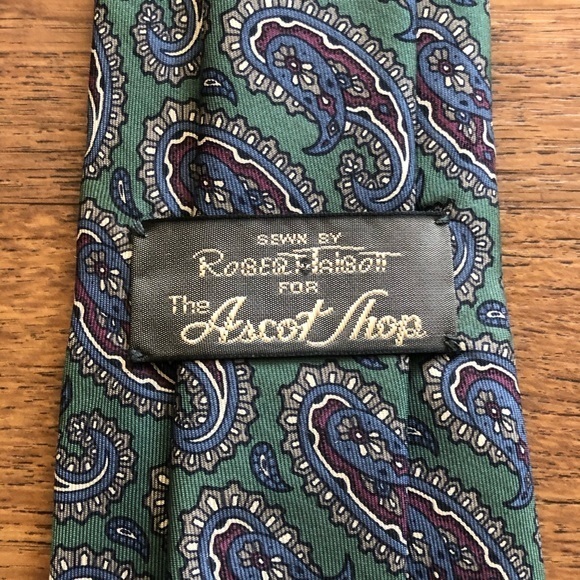 SEWN BY
ROBERT TALBOTT
FOR
The Ascot Shop